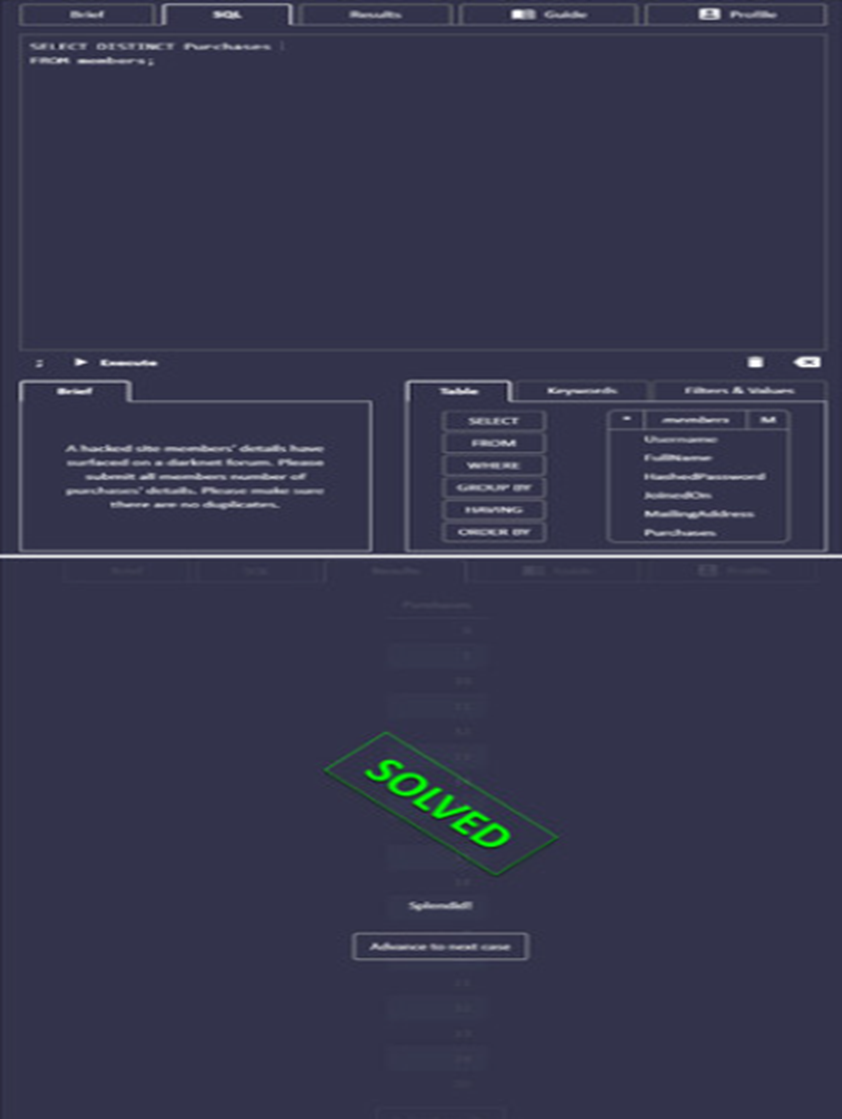 Brief SQL Results Guide Profile
SELECT DISTINCT Purchases
FROM members;
; Execute
Brief
A hacked site members' details have
surfaced on a darknet forum. Please
submit all members number of
purchases' details. Please make sure
there are no duplicates.
Table Keywords Filters & Values
SELECT
FROM
WHERE
GROUP BY
HAVING
ORDER BY
* members M
Username
FullName
HashedPassword
JoinedOn
MailingAddress
Purchases
Brief SQL Results Guide Profile
Purchases
SOLVED
Splendid!
Advance to next case